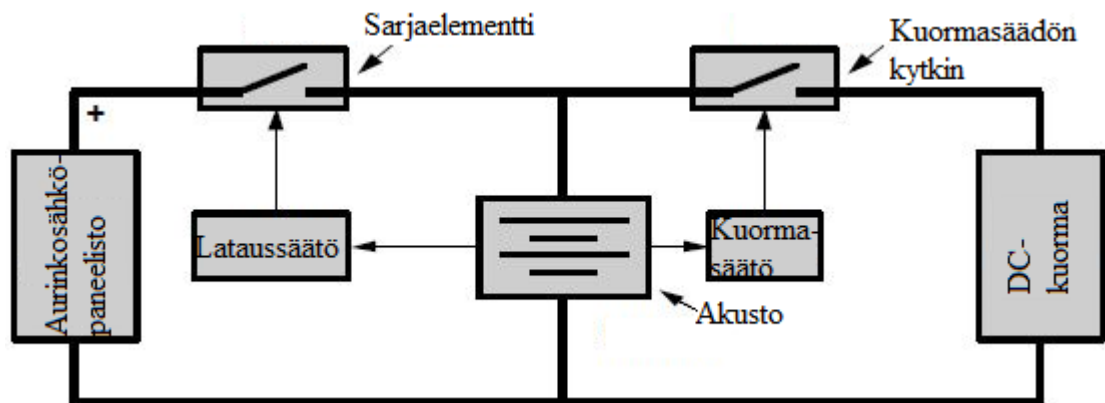 Sarjaelementti
Kuormasäädön
kytkin
+
Aurinkosähkö-
paneelisto
Lataussäätö
Kuorma-
säätö
Akusto
DC-
kuorma